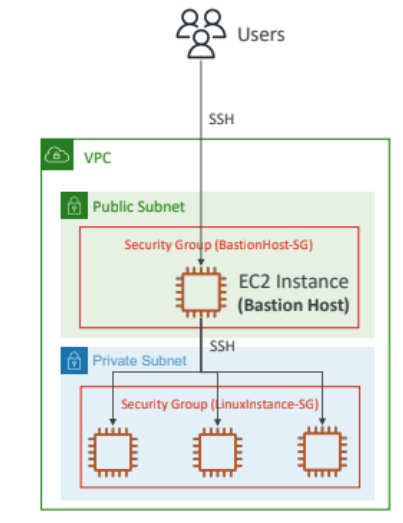 Users
SSH
VPC
Public Subnet
Security Group (BastionHost-SG)
EC2 Instance
(Bastion Host)
SSH
Private Subnet
Security Group (LinuxInstance-SG)